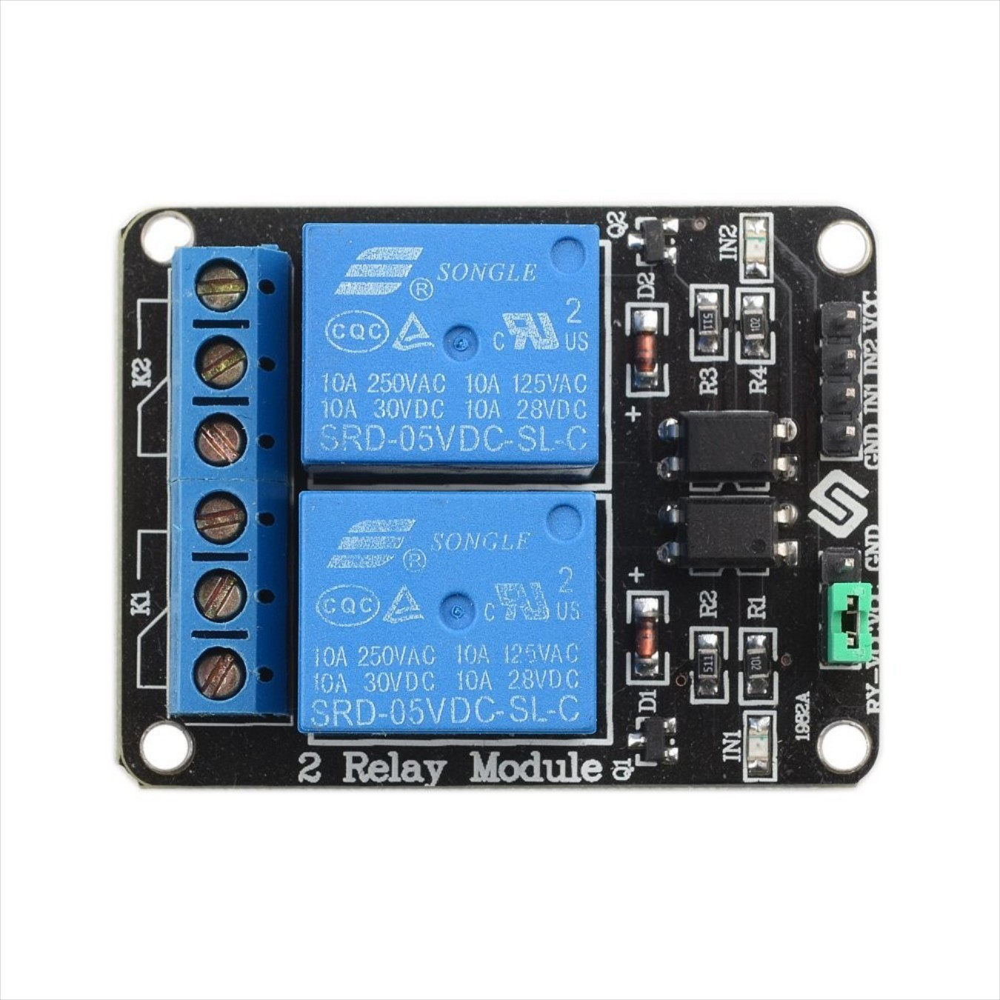 Q2
IN2
SONGLE
®
D2
CQC
2
C
US
10A 250VAC 10A 125VAC
10A 30VDC 10A 28VDC
SRD-05VDC-SL-C
K2
+
511
102
R3
R4
GND IN1 IN2 VCC
SONGLE
®
CQC
2
C
US
10A 250VAC 10A 125VAC
10A 30VDC 10A 28VDC
SRD-05VDC-SL-C
K1
+
R2
R1
511
102
D1
GND
1982A
IN1
Q1
2 Relay Module